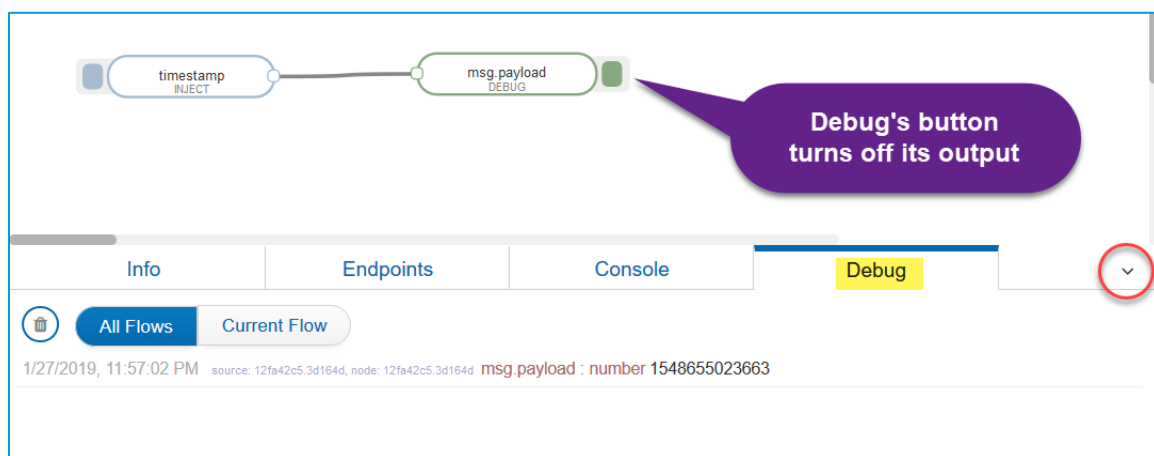 timestamp
INJECT
msg.payload
DEBUG
Debug's button
turns off its output
Info Endpoints Console Debug
All Flows Current Flow
1/27/2019, 11:57:02 PM source: 12fa42c5.3d164d, node: 12fa42c5.3d164d msg.payload : number 1548655023663